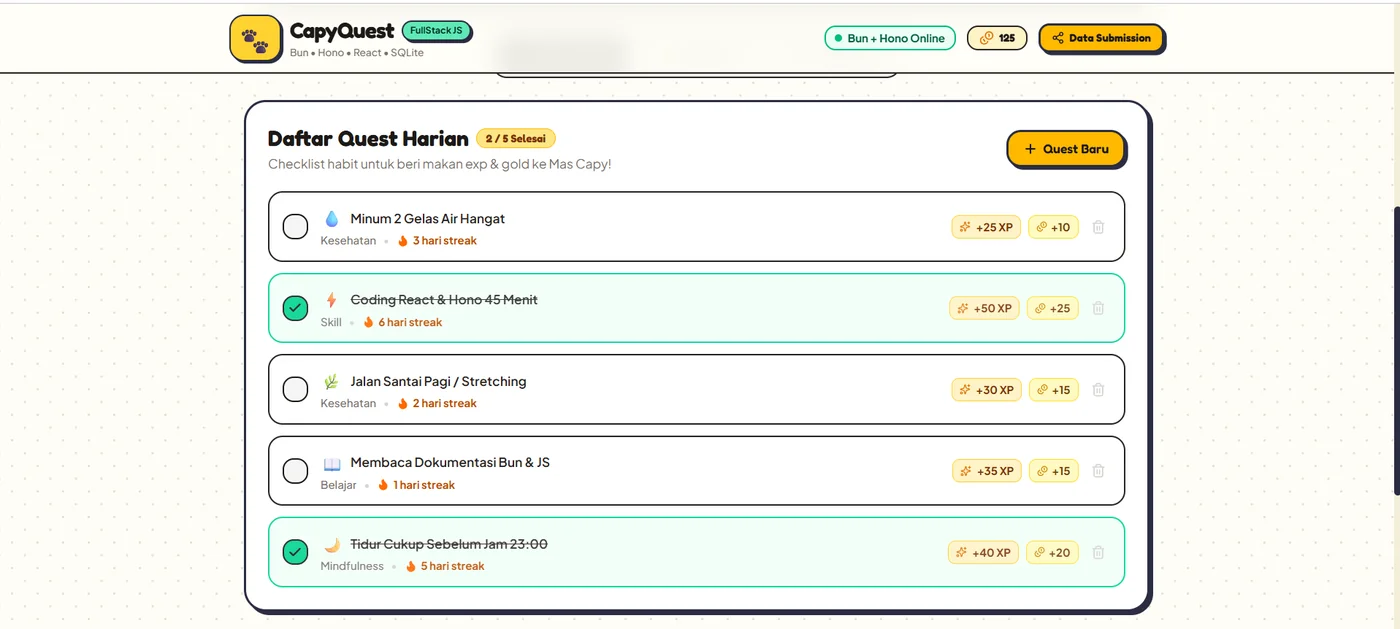 CapyQuest FullStack JS
Bun • Hono • React • SQLite
Bun + Hono Online
125
Data Submission
Daftar Quest Harian 2 / 5 Selesai
Checklist habit untuk beri makan exp & gold ke Mas Capy!
+ Quest Baru
Minum 2 Gelas Air Hangat
Kesehatan • 3 hari streak
+25 XP +10
Coding React & Hono 45 Menit
Skill • 6 hari streak
+50 XP +25
Jalan Santai Pagi / Stretching
Kesehatan • 2 hari streak
+30 XP +15
Membaca Dokumentasi Bun & JS
Belajar • 1 hari streak
+35 XP +15
Tidur Cukup Sebelum Jam 23:00
Mindfulness • 5 hari streak
+40 XP +20